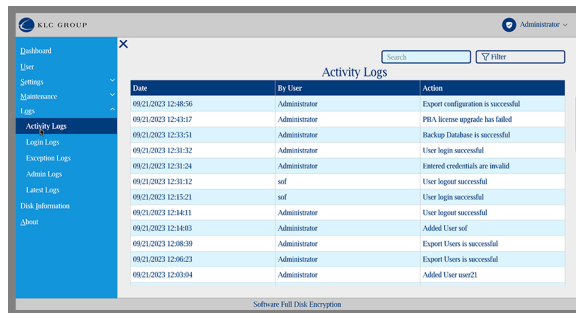 KLC GROUP
Administrator
Dashboard
User
Settings
Maintenance
Logs
Activity Logs
Login Logs
Exception Logs
Admin Logs
Latest Logs
Disk Information
About
Search
Filter
Activity Logs
Date By User Action
09/21/2023 12:48:56 Administrator Export configuration is successful
09/21/2023 12:43:17 Administrator PBA license upgrade has failed
09/21/2023 12:33:51 Administrator Backup Database is successful
09/21/2023 12:31:32 Administrator User login successful
09/21/2023 12:31:24 Administrator Entered credentials are invalid
09/21/2023 12:31:12 sof User logout successful
09/21/2023 12:15:21 sof User login successful
09/21/2023 12:14:11 Administrator User logout successful
09/21/2023 12:14:03 Administrator Added User sof
09/21/2023 12:08:39 Administrator Export Users is successful
09/21/2023 12:06:23 Administrator Export Users is successful
09/21/2023 12:03:04 Administrator Added User user21
Software Full Disk Encryption